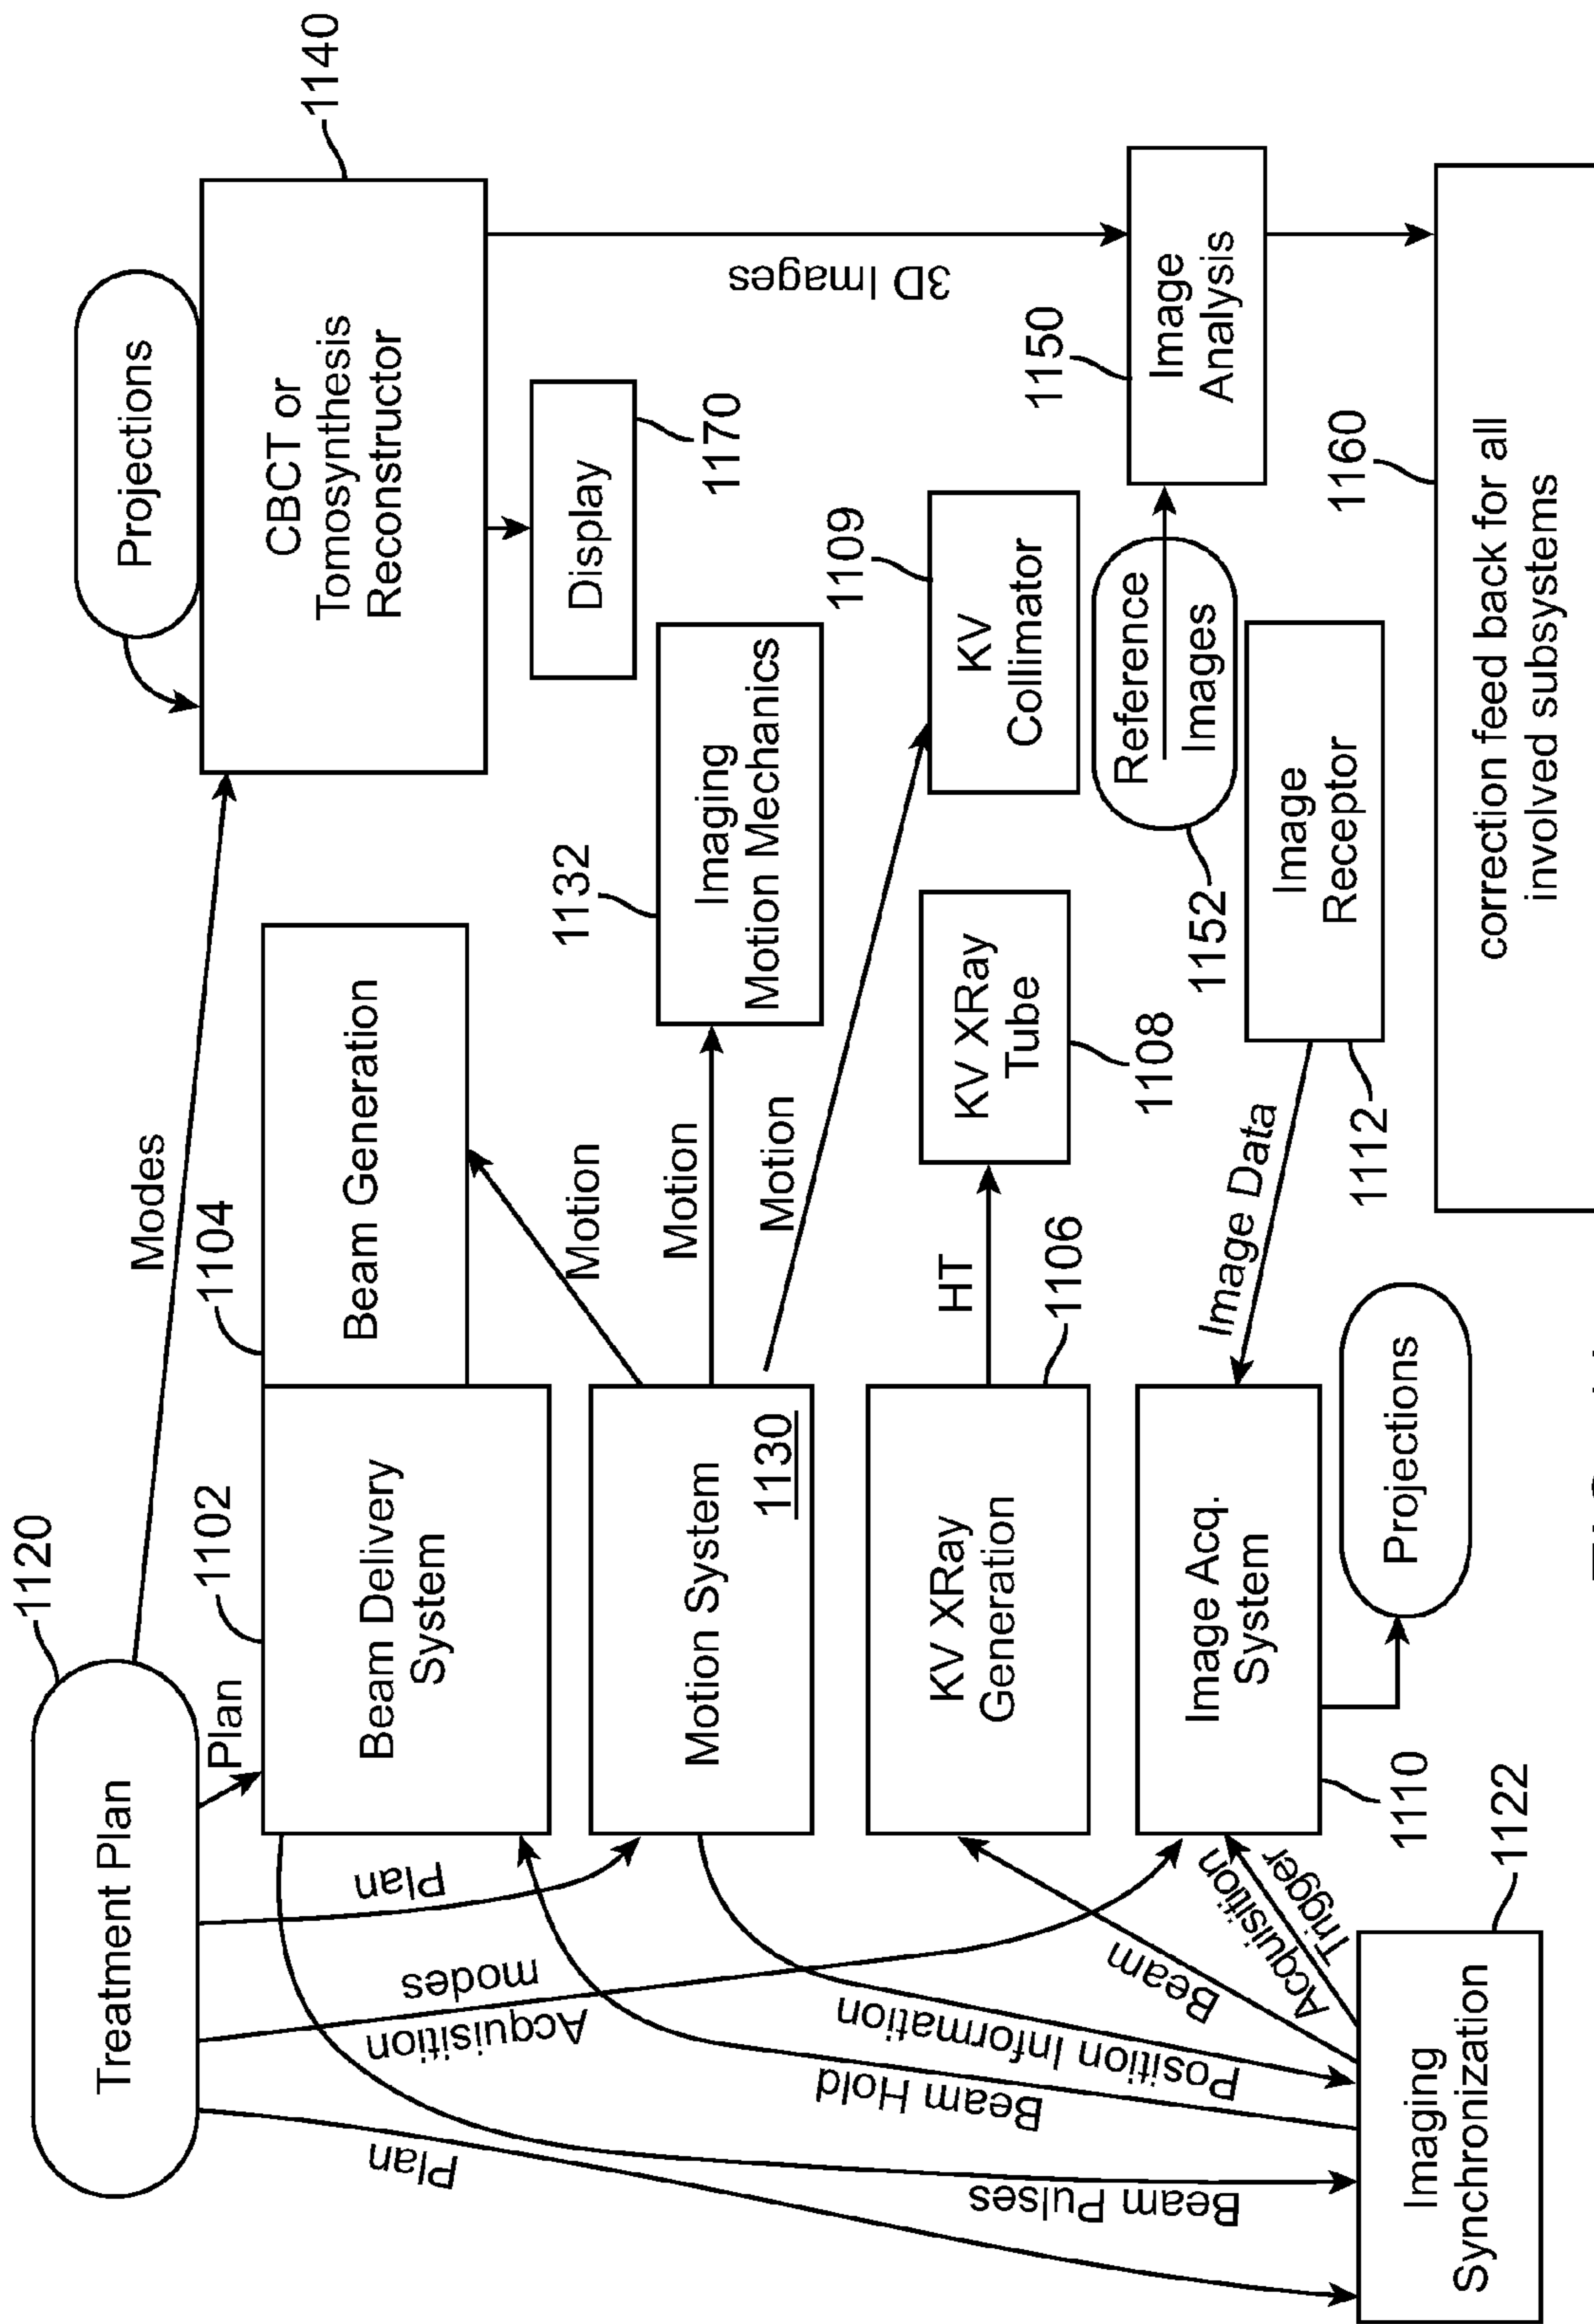 1120
Treatment Plan
Modes
Projections
1140
CBCT or
Tomosynthesis
Reconstructor
Plan
1102
1104
Beam Delivery
System
Beam Generation
Plan
Acquisition
modes
Plan
Motion
Motion
Motion
1132
Imaging
Motion Mechanics
Display
1170
3D Images
Motion System
1130
Beam Pulses
Beam Hold
Position Information
Beam
Acquisition
Trigger
KV XRay
Generation
1106
HT
KV XRay
Tube
1108
1109
KV
Collimator
1150
Image
Analysis
Reference
Images
1152
Image Acq.
System
1110
Image Data
Image
Receptor
1112
Projections
1160
correction feed back for all
involved subsystems
Imaging
Synchronization
1122